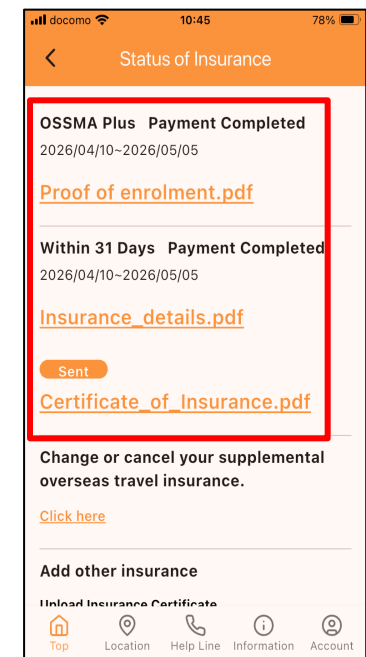 docomo 10:45 78%
Status of Insurance
OSSMA Plus Payment Completed
2026/04/10~2026/05/05
Proof of enrolment.pdf
Within 31 Days Payment Completed
2026/04/10~2026/05/05
Insurance_details.pdf
Sent
Certificate_of_Insurance.pdf
Change or cancel your supplemental
overseas travel insurance.
Click here
Add other insurance
Upload Insurance Certificate
Top Location Help Line Information Account